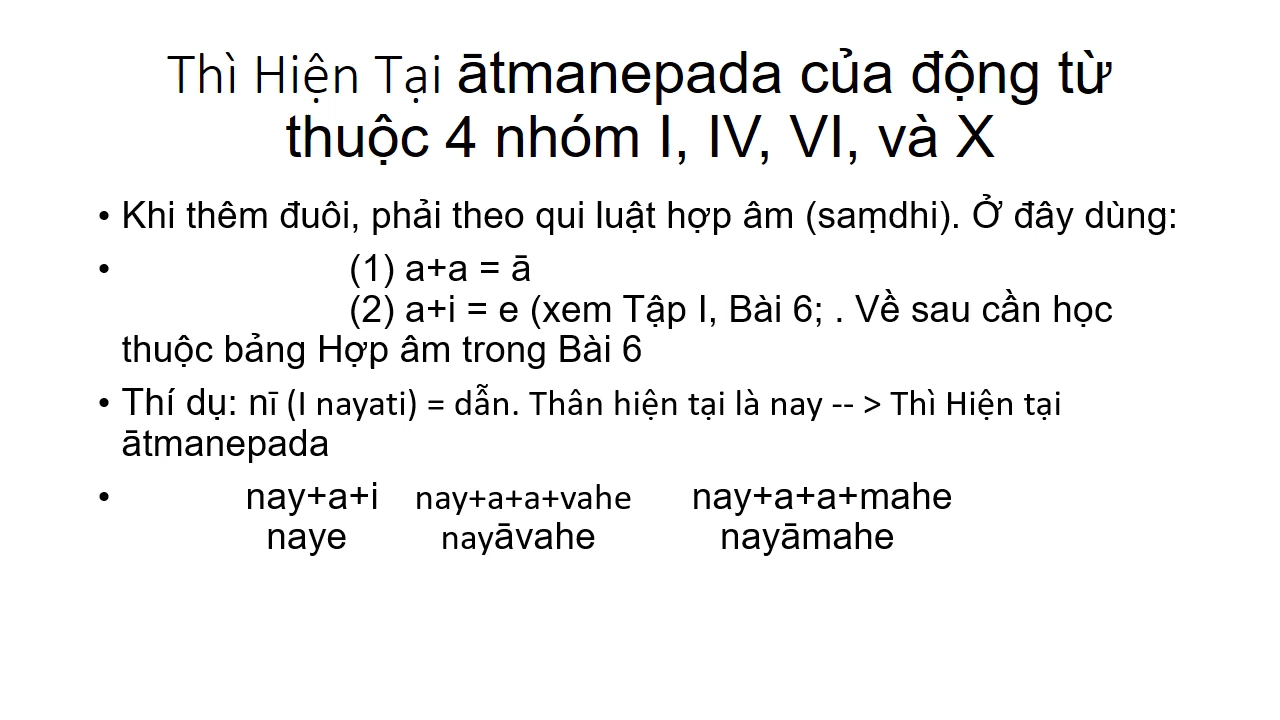 Thì Hiện Tại ātmanepada của động từ
thuộc 4 nhóm I, IV, VI, và X
• Khi thêm đuôi, phải theo qui luật hợp âm (saṃdhi). Ở đây dùng:
• (1) a+a = ā
(2) a+i = e (xem Tập I, Bài 6; . Về sau cần học
thuộc bảng Hợp âm trong Bài 6
• Thí dụ: nī (I nayati) = dẫn. Thân hiện tại là nay -- > Thì Hiện tại
ātmanepada
• nay+a+i nay+a+a+vahe nay+a+a+mahe
naye nayāvahe nayāmahe